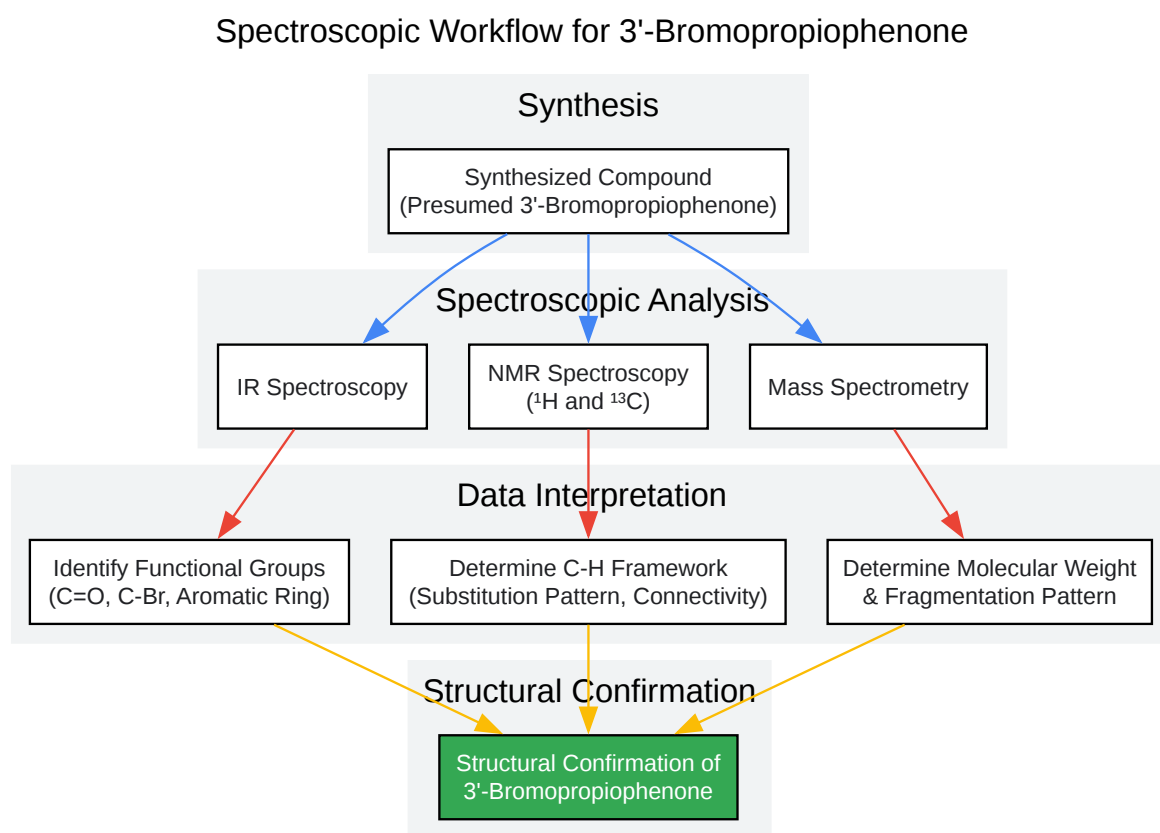 Spectroscopic Workflow for 3'-Bromopropiophenone
Synthesis
Synthesized Compound
(Presumed 3'-Bromopropiophenone)
Spectroscopic Analysis
IR Spectroscopy
NMR Spectroscopy
(¹H and ¹³C)
Mass Spectrometry
Data Interpretation
Identify Functional Groups
(C=O, C-Br, Aromatic Ring)
Determine C-H Framework
(Substitution Pattern, Connectivity)
Determine Molecular Weight
& Fragmentation Pattern
Structural Confirmation
Structural Confirmation of
3'-Bromopropiophenone